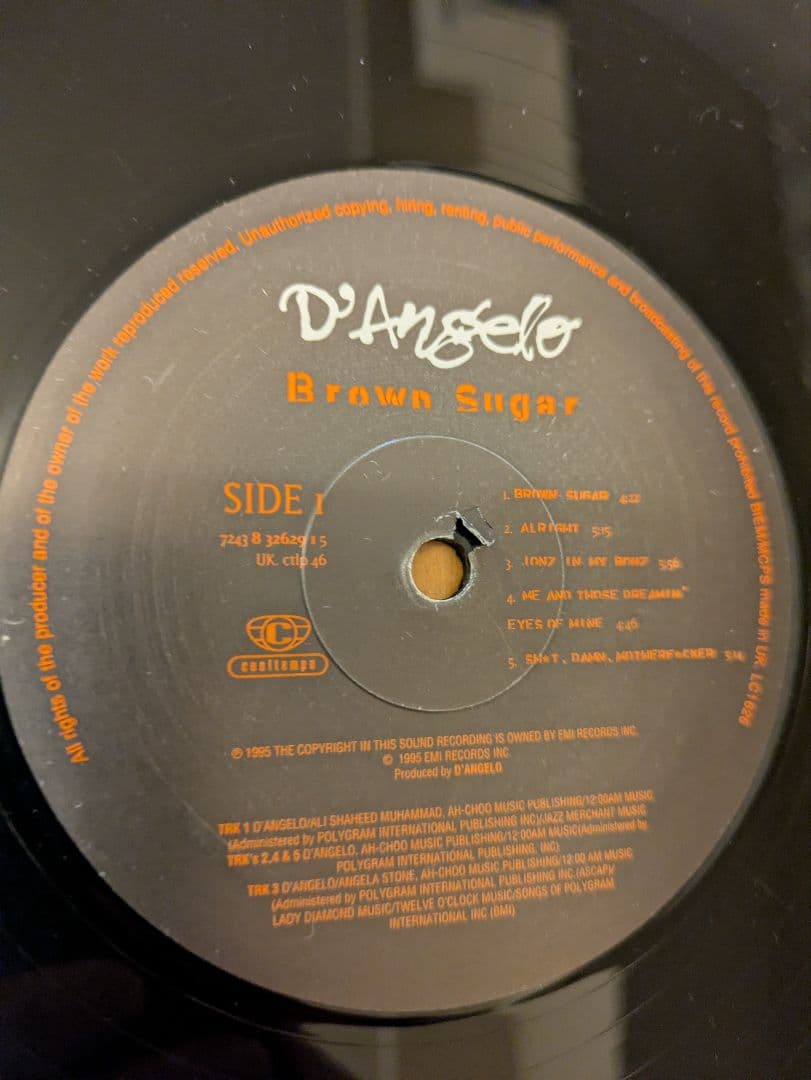 All rights of the producer and of the owner of the work reproduced reserved. Unauthorized copying, hiring, renting, public performance and broadcasting of this record prohibited BIEM/MCPS made in UK. LC1626
D'Angelo
Brown Sugar
SIDE 1
7243 8 32629 1 5
UK. ctlp 46
cooltempo
1. BROWN SUGAR 4:22
2. ALRIGHT 5:15
3. JONZ IN MY BONZ 5:56
4. ME AND THOSE DREAMIN'
EYES OF MINE 4:46
5. SH*T, DAMN, MOTHERF*CKER 5:14
℗ 1995 THE COPYRIGHT IN THIS SOUND RECORDING IS OWNED BY EMI RECORDS INC.
© 1995 EMI RECORDS INC.
Produced by D'ANGELO
TRK 1 D'ANGELO/ALI SHAHEED MUHAMMAD, AH-CHOO MUSIC PUBLISHING/12:00AM MUSIC
(Administered by POLYGRAM INTERNATIONAL PUBLISHING INC)/JAZZ MERCHANT MUSIC
TRK's 2,4 & 5 D'ANGELO, AH-CHOO MUSIC PUBLISHING/12:00AM MUSIC(Administered by
POLYGRAM INTERNATIONAL PUBLISHING, INC)
TRK 3 D'ANGELO/ANGELA STONE, AH-CHOO MUSIC PUBLISHING/12:00 AM MUSIC
(Administered by POLYGRAM INTERNATIONAL PUBLISHING INC.(ASCAP)/
LADY DIAMOND MUSIC/TWELVE O'CLOCK MUSIC/SONGS OF POLYGRAM
INTERNATIONAL INC (BMI)